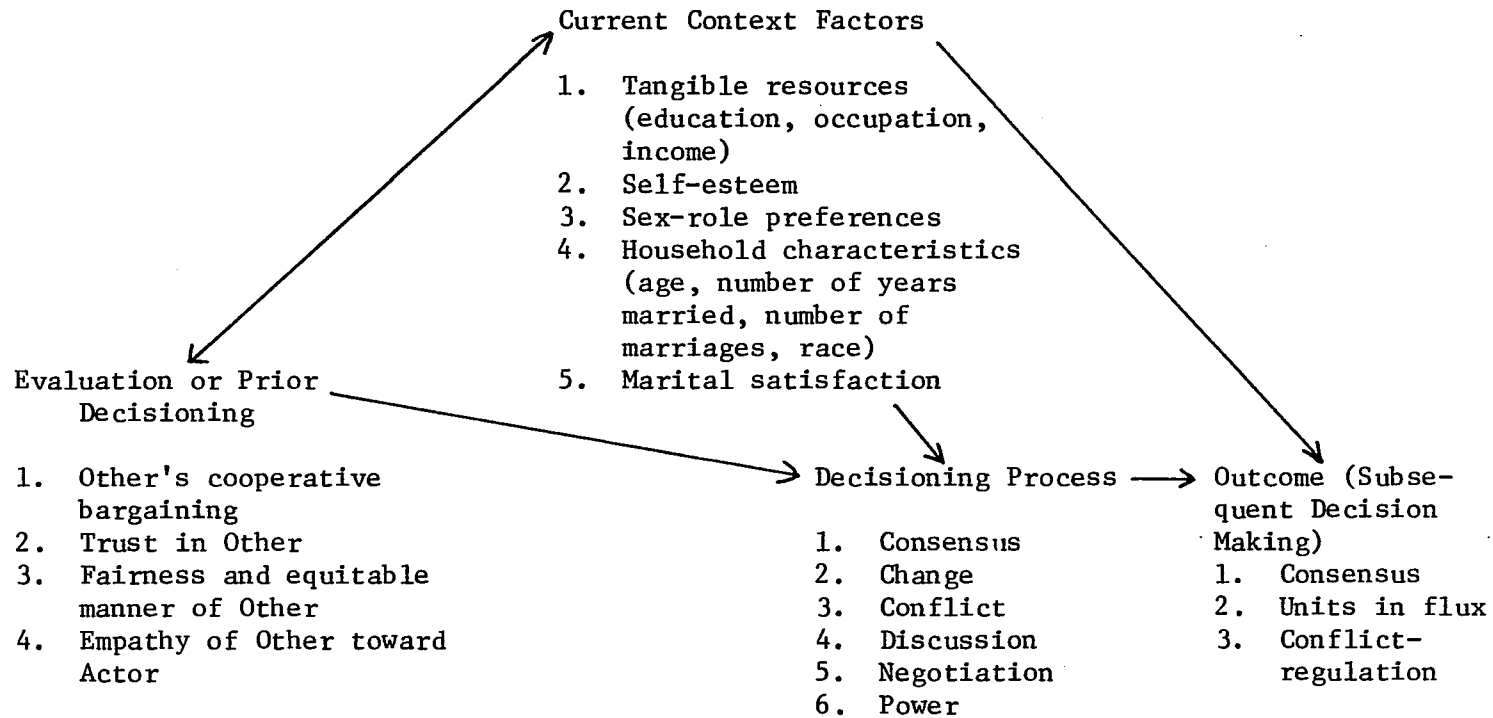 Current Context Factors
1. Tangible resources
(education, occupation,
income)
2. Self-esteem
3. Sex-role preferences
4. Household characteristics
(age, number of years
married, number of
marriages, race)
5. Marital satisfaction
Evaluation or Prior
Decisioning
1. Other's cooperative
bargaining
2. Trust in Other
3. Fairness and equitable
manner of Other
4. Empathy of Other toward
Actor
Decisioning Process
1. Consensus
2. Change
3. Conflict
4. Discussion
5. Negotiation
6. Power
Outcome (Subse-
quent Decision
Making)
1. Consensus
2. Units in flux
3. Conflict-
regulation